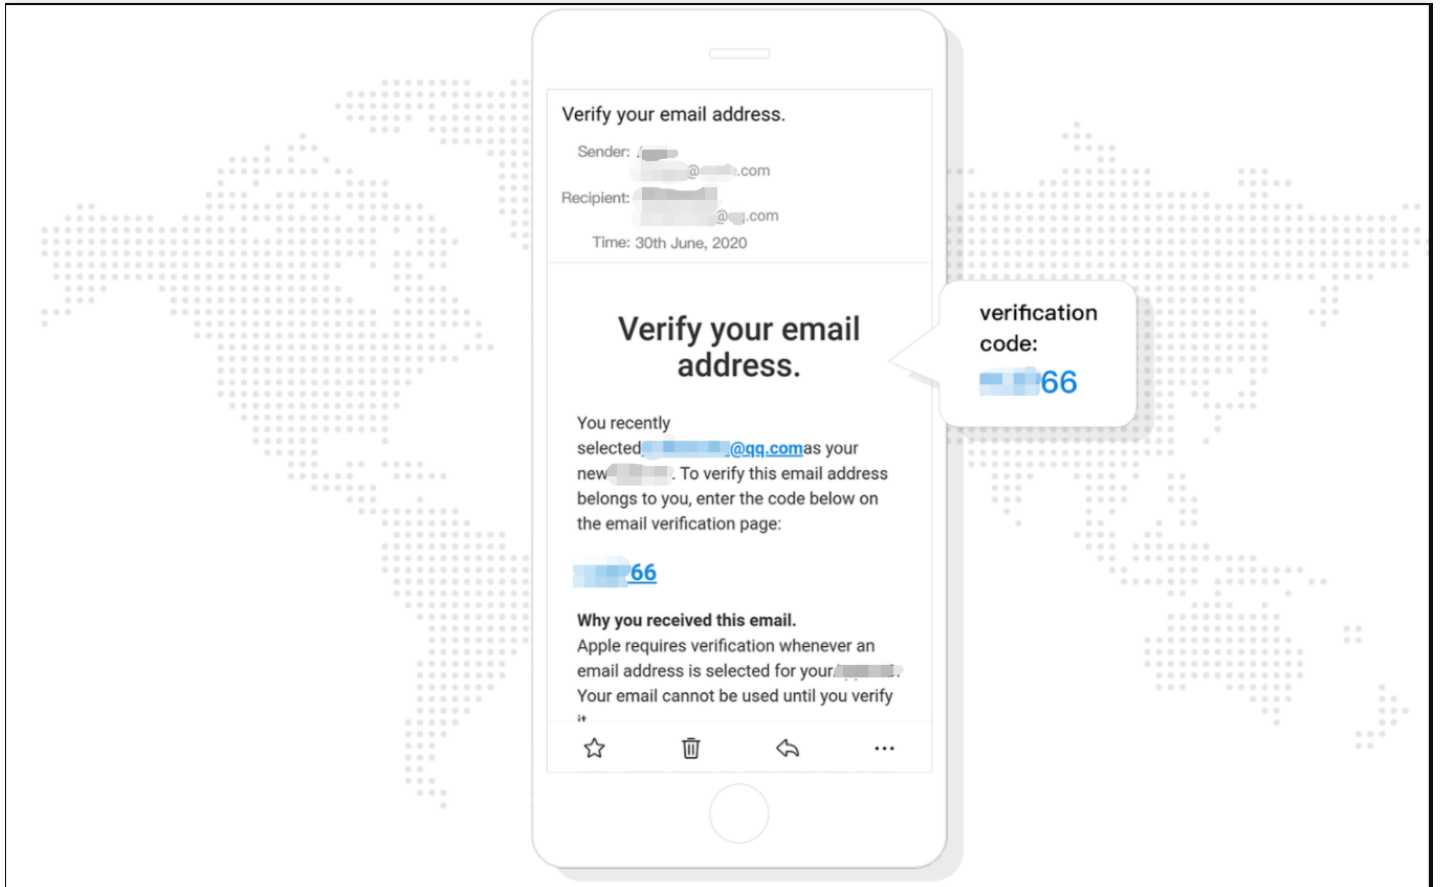 Verify your email address.
Sender:
@ .com
Recipient:
@ .com
Time: 30th June, 2020
Verify your email
address.
You recently
selected @qq.comas your
new . To verify this email address
belongs to you, enter the code below on
the email verification page:
66
Why you received this email.
Apple requires verification whenever an
email address is selected for your .
Your email cannot be used until you verify
verification
code:
66